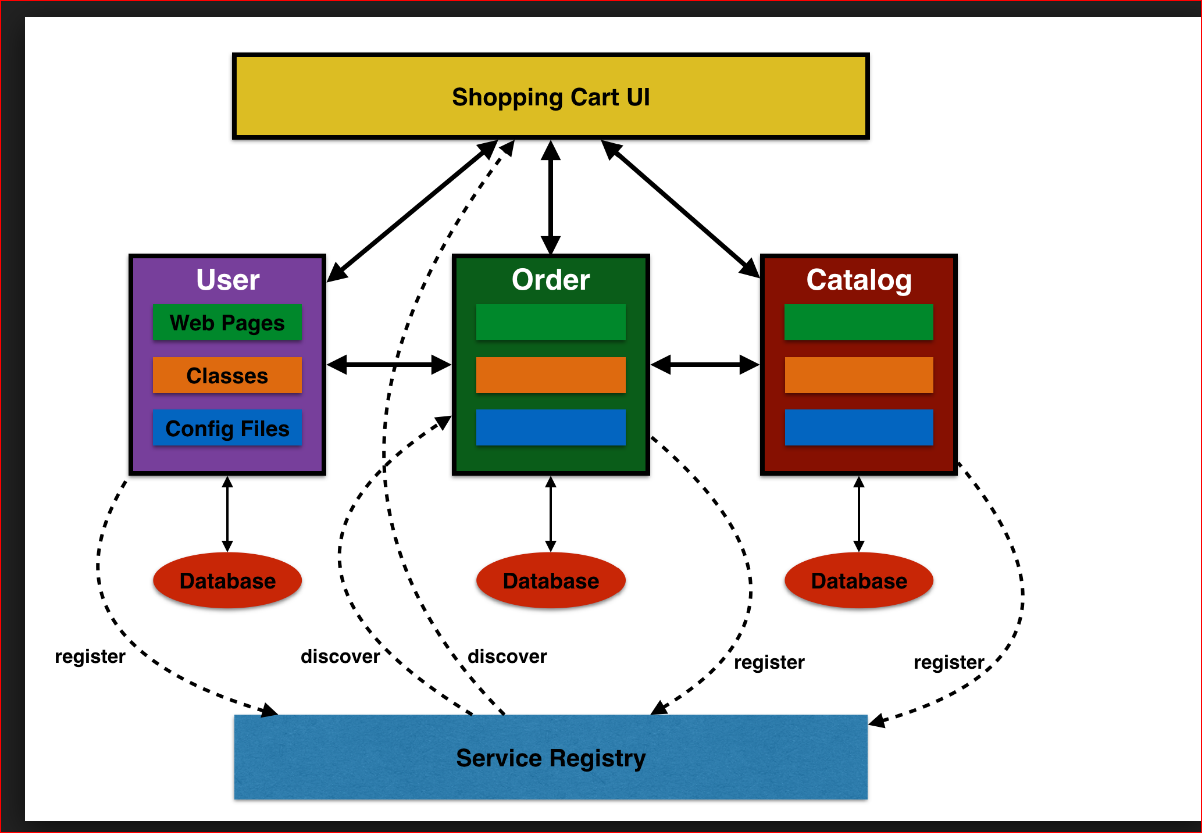 Shopping Cart UI
User
Order
Catalog
Web Pages
Classes
Config Files
Database
Database
Database
register
discover
discover
register
register
Service Registry